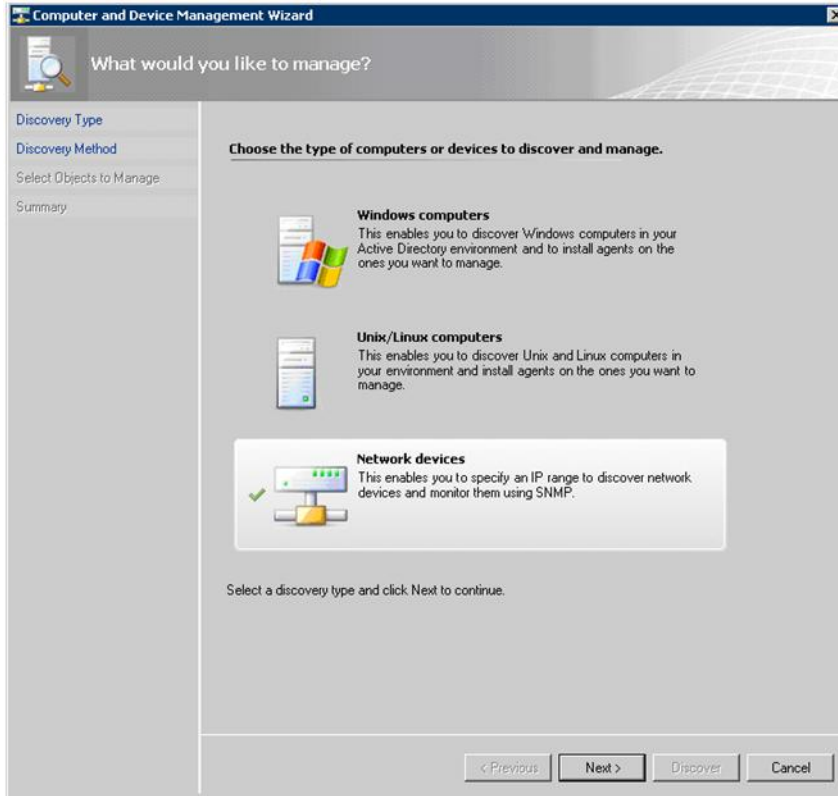 Computer and Device Management Wizard
What would you like to manage?
Discovery Type
Discovery Method
Select Objects to Manage
Summary
Choose the type of computers or devices to discover and manage.
Windows computers
This enables you to discover Windows computers in your
Active Directory environment and to install agents on the
ones you want to manage.
Unix/Linux computers
This enables you to discover Unix and Linux computers in
your environment and install agents on the ones you want to
manage.
Network devices
This enables you to specify an IP range to discover network
devices and monitor them using SNMP.
Select a discovery type and click Next to continue.
< Previous
Next >
Discover
Cancel